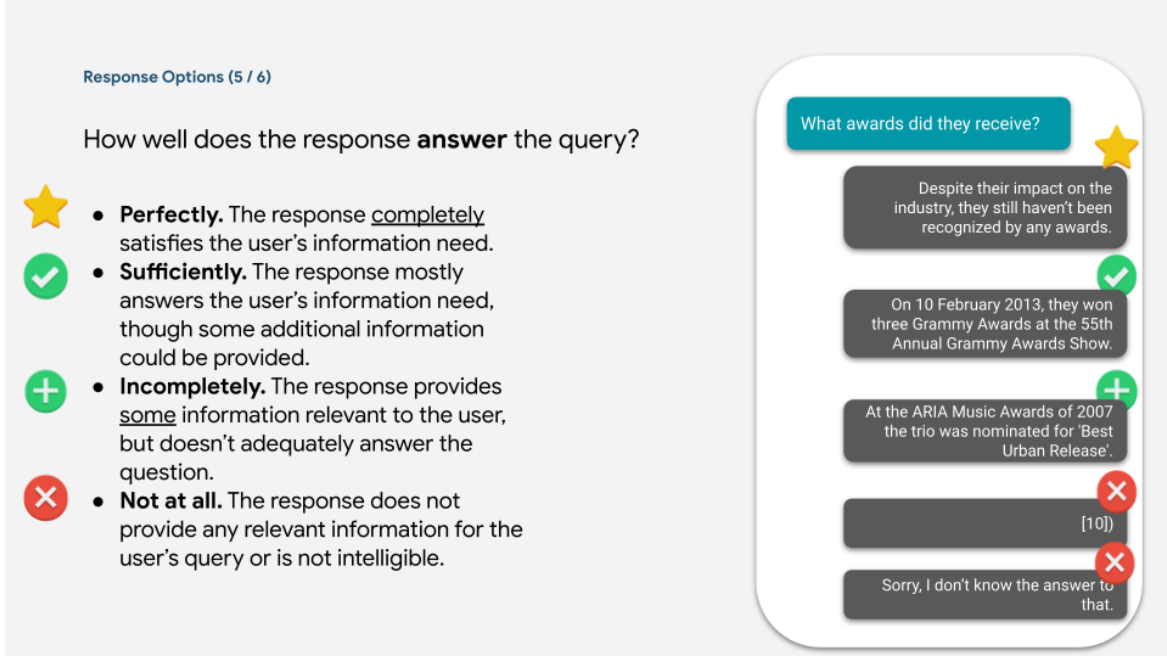 Response Options (5 / 6)
How well does the response answer the query?
● Perfectly. The response completely
satisfies the user's information need.
● Sufficiently. The response mostly
answers the user's information need,
though some additional information
could be provided.
● Incompletely. The response provides
some information relevant to the user,
but doesn't adequately answer the
question.
● Not at all. The response does not
provide any relevant information for the
user's query or is not intelligible.
What awards did they receive?
Despite their impact on the
industry, they still haven't been
recognized by any awards.
On 10 February 2013, they won
three Grammy Awards at the 55th
Annual Grammy Awards Show.
At the ARIA Music Awards of 2007
the trio was nominated for 'Best
Urban Release'.
[10])
Sorry, I don't know the answer to
that.